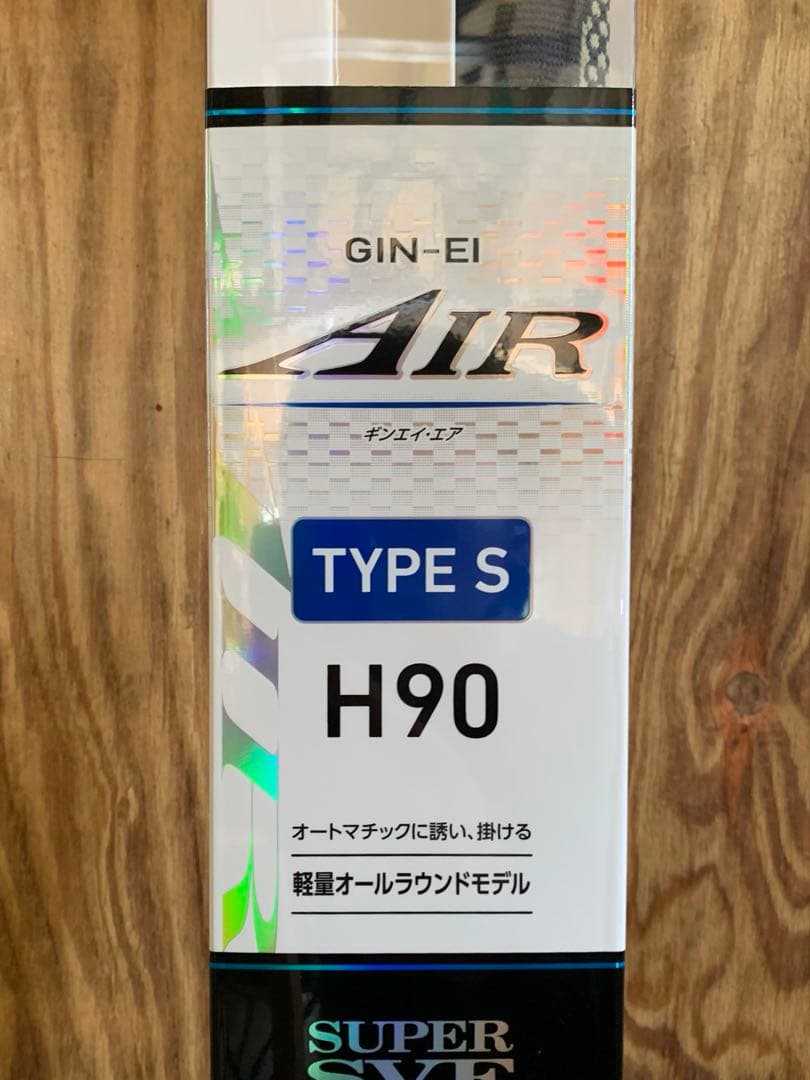 GIN-EI
AIR
ギンエイ・エア
TYPE S
H90
オートマチックに誘い、掛ける
軽量オールラウンドモデル
SUPER
SVF